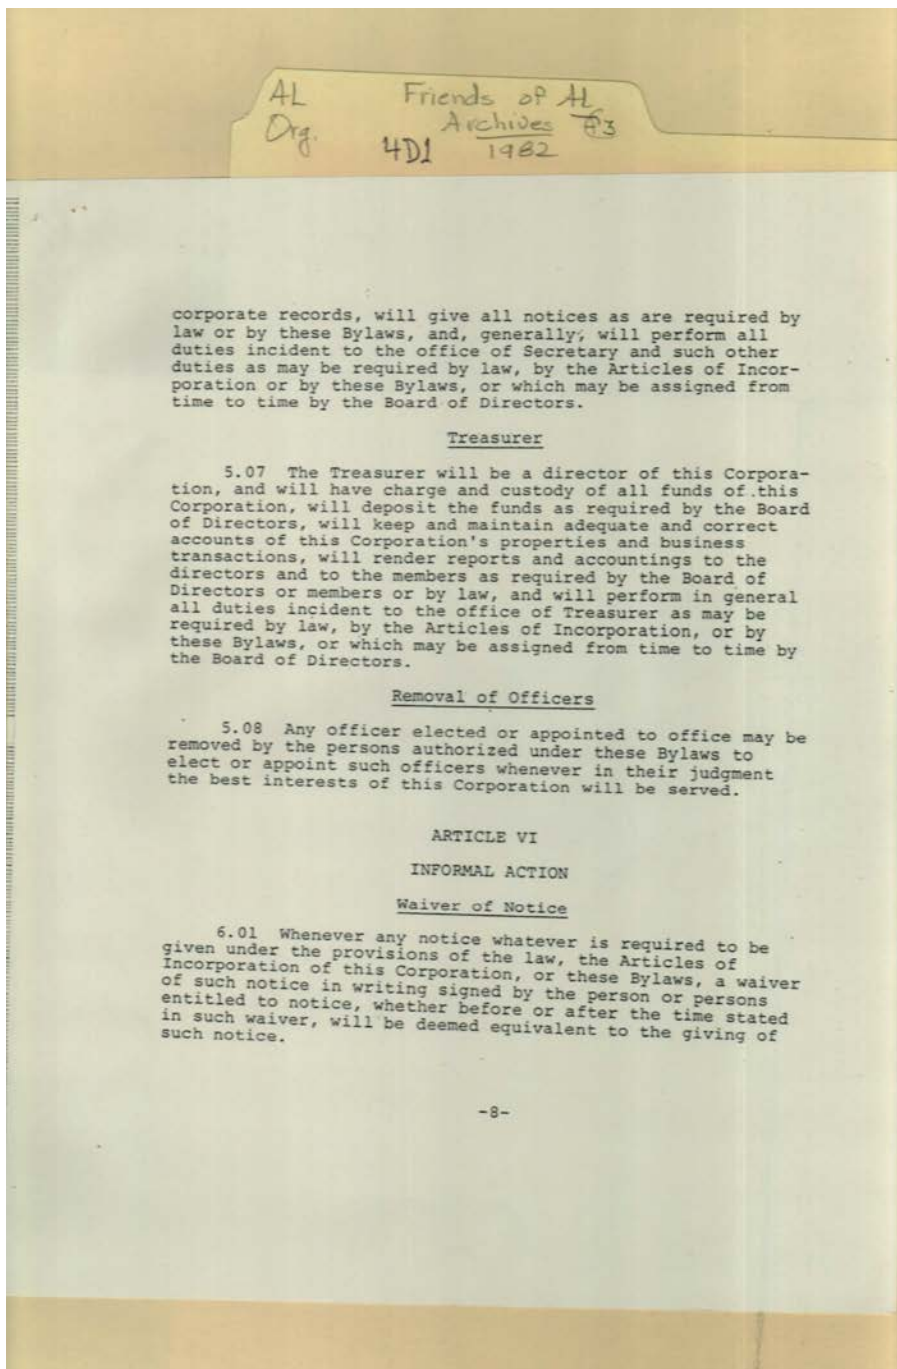 AL Friends of AL
Org. Archives #3
4D1 1982
corporate records, will give all notices as are required by
law or by these Bylaws, and, generally, will perform all
duties incident to the office of Secretary and such other
duties as may be required by law, by the Articles of Incor-
poration or by these Bylaws, or which may be assigned from
time to time by the Board of Directors.
Treasurer
5.07 The Treasurer will be a director of this Corpora-
tion, and will have charge and custody of all funds of this
Corporation, will deposit the funds as required by the Board
of Directors, will keep and maintain adequate and correct
accounts of this Corporation's properties and business
transactions, will render reports and accountings to the
directors and to the members as required by the Board of
Directors or members or by law, and will perform in general
all duties incident to the office of Treasurer as may be
required by law, by the Articles of Incorporation, or by
these Bylaws, or which may be assigned from time to time by
the Board of Directors.
Removal of Officers
5.08 Any officer elected or appointed to office may be
removed by the persons authorized under these Bylaws to
elect or appoint such officers whenever in their judgment
the best interests of this Corporation will be served.
ARTICLE VI
INFORMAL ACTION
Waiver of Notice
6.01 Whenever any notice whatever is required to be
given under the provisions of the law, the Articles of
Incorporation of this Corporation, or these Bylaws, a waiver
of such notice in writing signed by the person or persons
entitled to notice, whether before or after the time stated
in such waiver, will be deemed equivalent to the giving of
such notice.
-8-